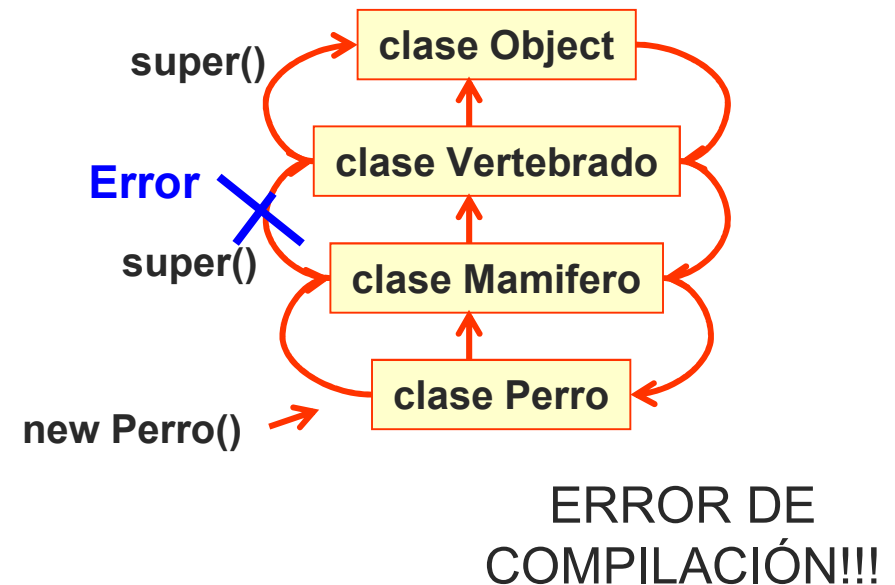 clase Object
super()
clase Vertebrado
Error
super()
clase Mamifero
clase Perro
new Perro()
ERROR DE
COMPILACIÓN!!!